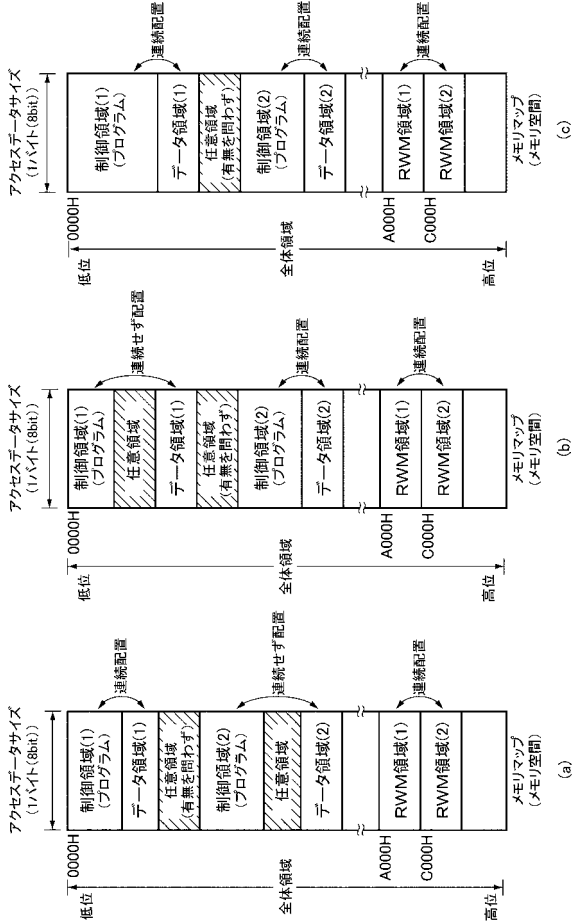 アクセスデータサイズ
(1バイト(8bit))
0000H
低位
全体領域
高位
制御領域(1)
(プログラム)
データ領域(1)
任意領域
(有無を問わず)
制御領域(2)
(プログラム)
任意領域
データ領域(2)
A000H
RWM領域(1)
C000H
RWM領域(2)
連続配置
連続せず配置
連続配置
メモリマップ
(メモリ空間)
(a)
アクセスデータサイズ
(1バイト(8bit))
0000H
低位
全体領域
高位
制御領域(1)
(プログラム)
任意領域
データ領域(1)
任意領域
(有無を問わず)
制御領域(2)
(プログラム)
データ領域(2)
A000H
RWM領域(1)
C000H
RWM領域(2)
連続せず配置
連続配置
連続配置
メモリマップ
(メモリ空間)
(b)
アクセスデータサイズ
(1バイト(8bit))
0000H
低位
全体領域
高位
制御領域(1)
(プログラム)
データ領域(1)
任意領域
(有無を問わず)
制御領域(2)
(プログラム)
データ領域(2)
A000H
RWM領域(1)
C000H
RWM領域(2)
連続配置
連続配置
連続配置
メモリマップ
(メモリ空間)
(c)